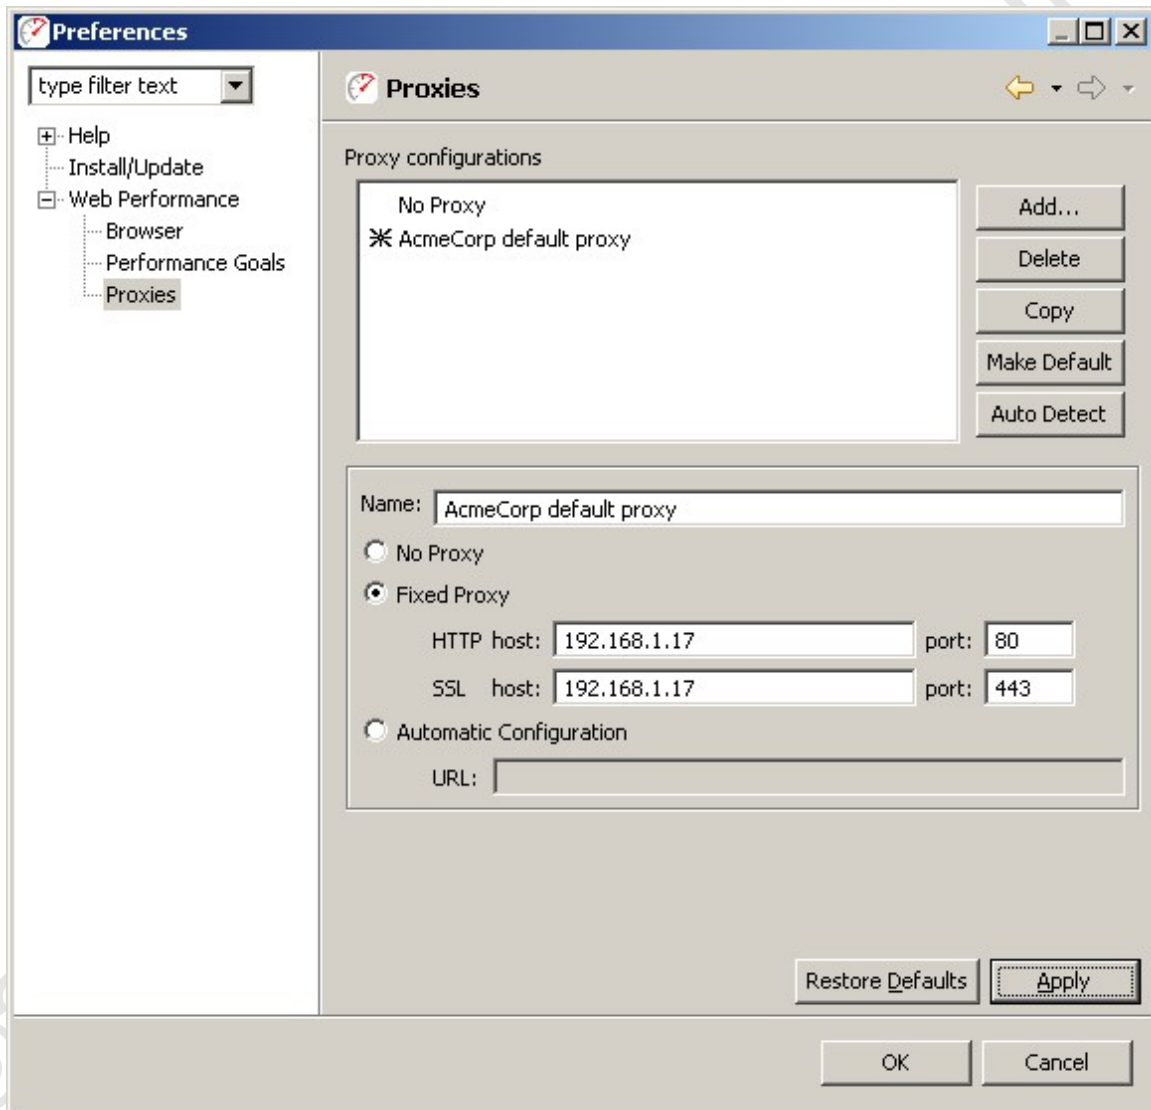 Preferences
type filter text
Proxies
Help
Install/Update
Web Performance
Browser
Performance Goals
Proxies
Proxy configurations
No Proxy
AcmeCorp default proxy
Add...
Delete
Copy
Make Default
Auto Detect
Name: AcmeCorp default proxy
No Proxy
Fixed Proxy
HTTP host: 192.168.1.17 port: 80
SSL host: 192.168.1.17 port: 443
Automatic Configuration
URL:
Restore Defaults Apply
OK Cancel